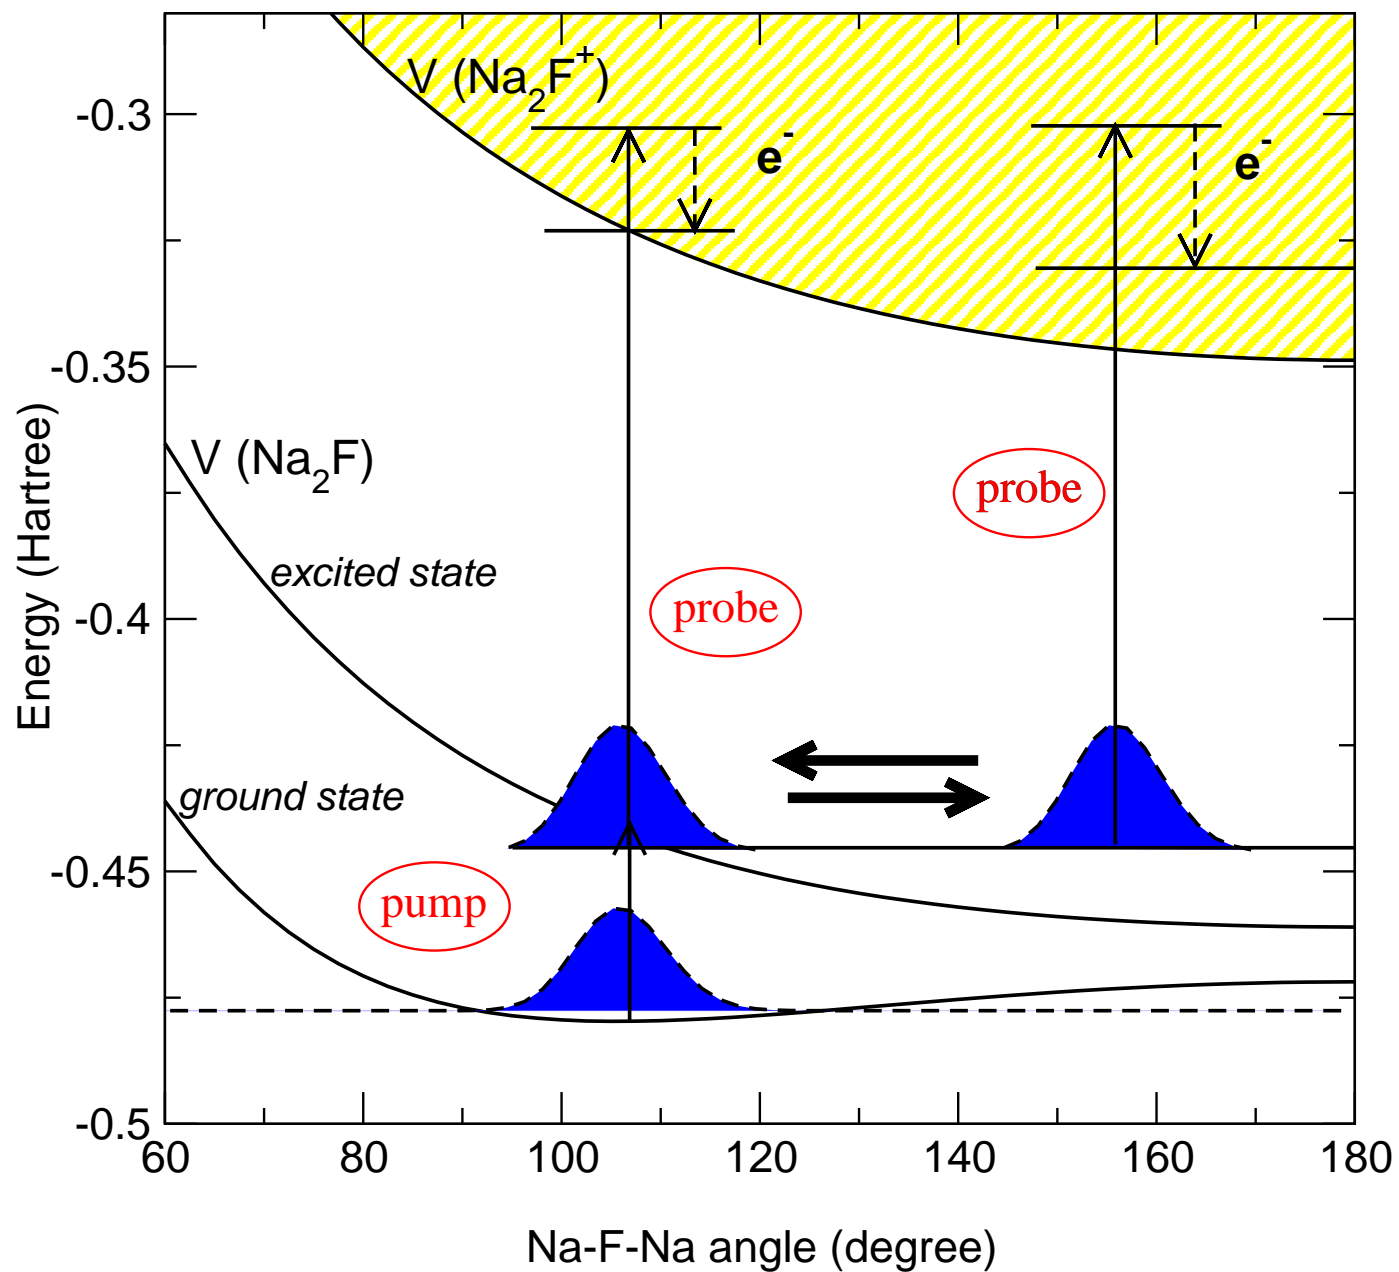 V (Na₂F⁺)
-0.3
e⁻
e⁻
-0.35
V (Na₂F)
probe
excited state
probe
-0.4
Energy (Hartree)
ground state
-0.45
pump
-0.5
60 80 100 120 140 160 180
Na-F-Na angle (degree)